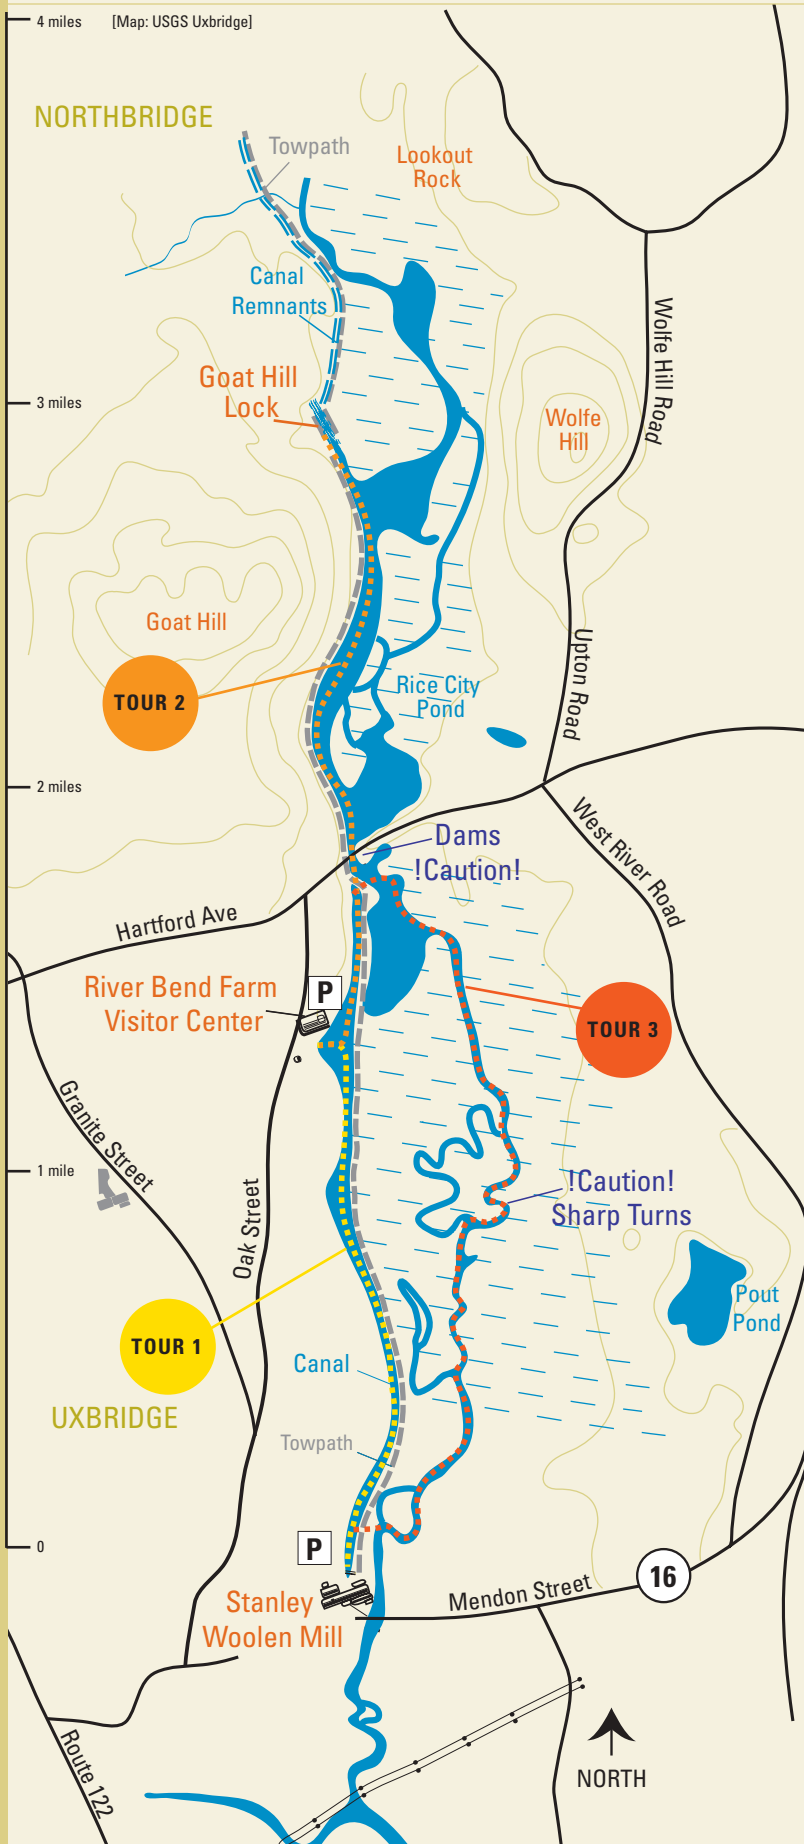 4 miles
[Map: USGS Uxbridge]
NORTHBRIDGE
Towpath
Lookout
Rock
Canal
Remnants
Wolfe Hill Road
Goat Hill
Lock
3 miles
Wolfe
Hill
Goat Hill
Upton Road
TOUR 2
Rice City
Pond
2 miles
West River Road
Dams
!Caution!
Hartford Ave
River Bend Farm
Visitor Center
P
TOUR 3
Granite Street
1 mile
Oak Street
!Caution!
Sharp Turns
Pout
Pond
TOUR 1
Canal
UXBRIDGE
Towpath
0
P
16
Mendon Street
Stanley
Woolen Mill
Route 122
NORTH